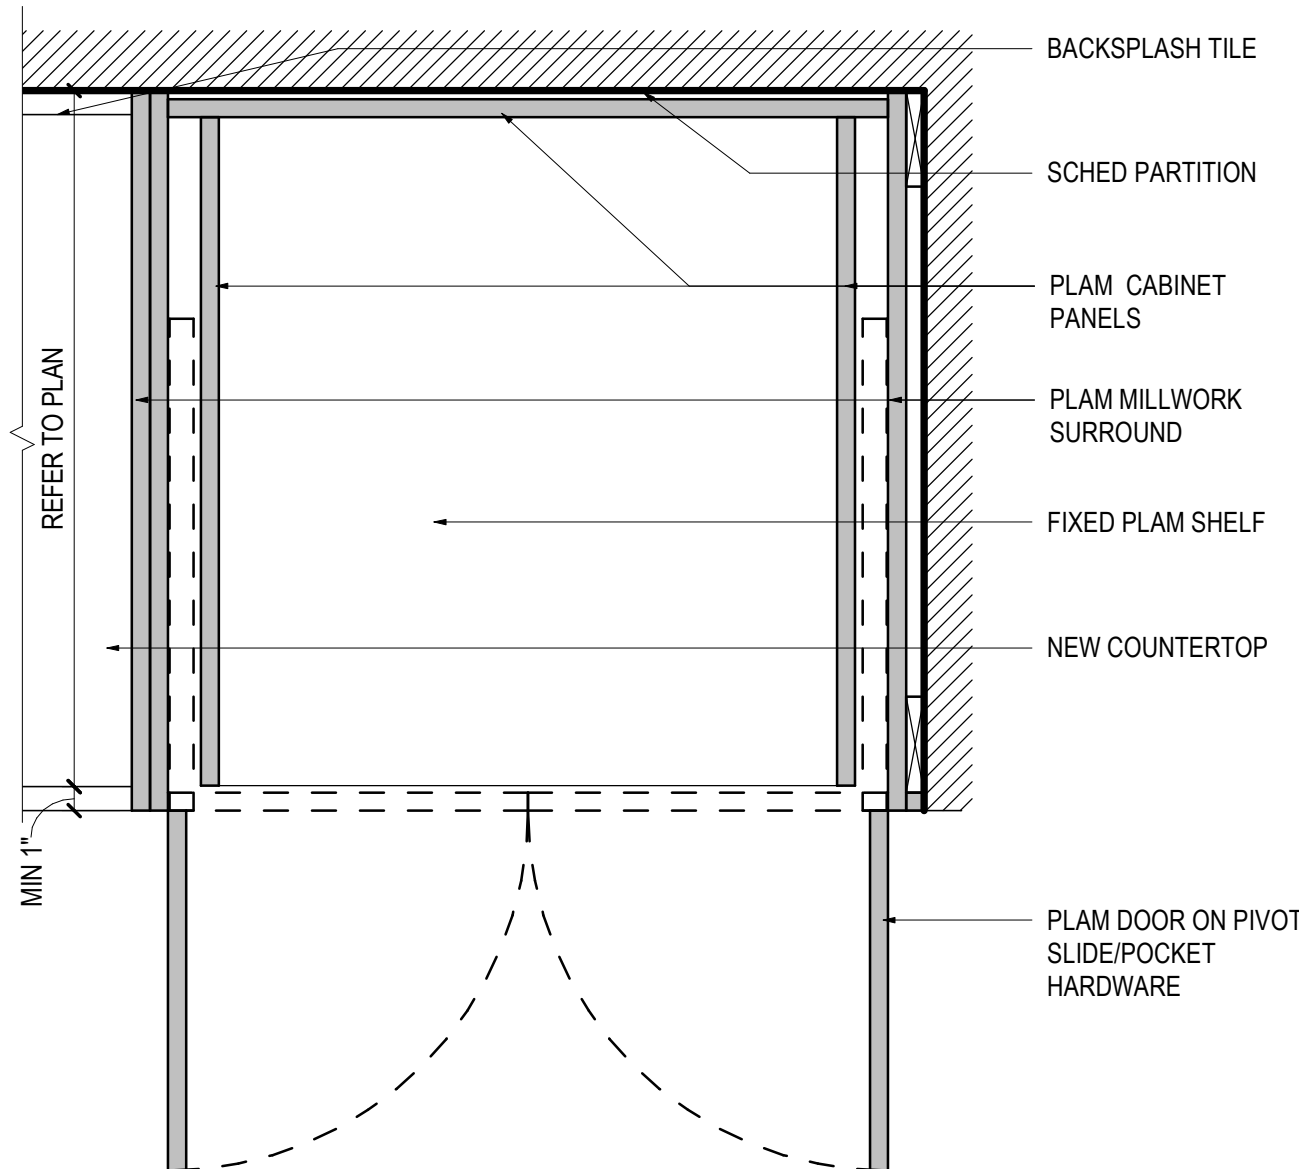 BACKSPLASH TILE
SCHED PARTITION
PLAM CABINET
PANELS
PLAM MILLWORK
SURROUND
FIXED PLAM SHELF
NEW COUNTERTOP
PLAM DOOR ON PIVOT
SLIDE/POCKET
HARDWARE
REFER TO PLAN
MIN 1"